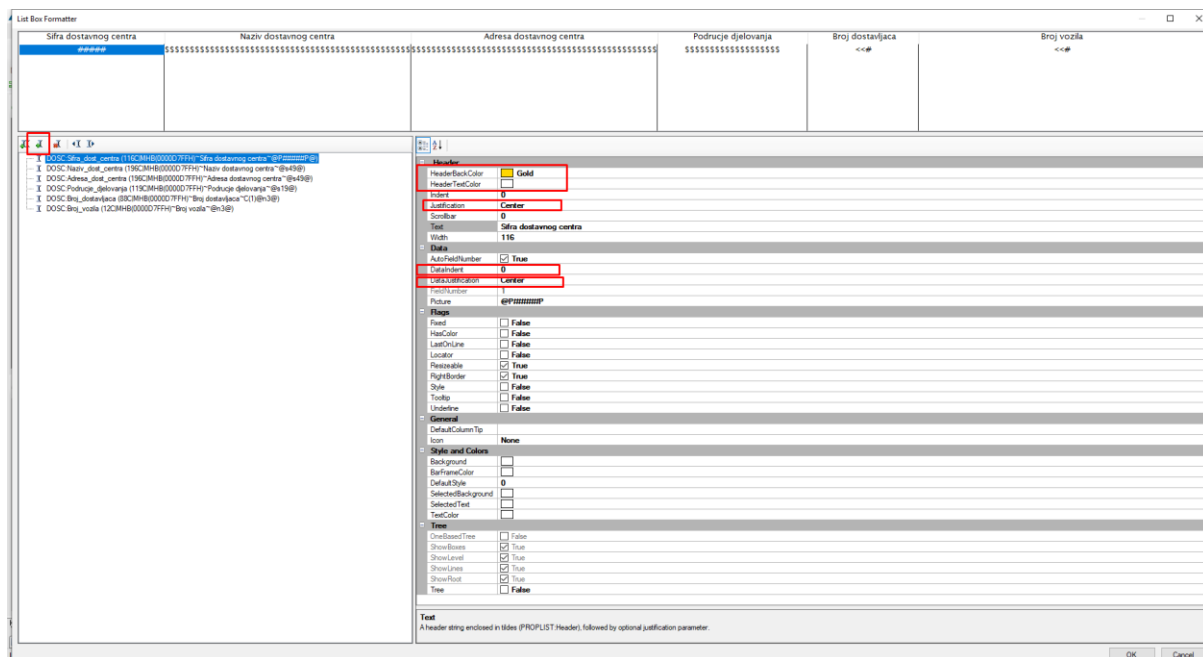 List Box Formatter
Sifra dostavnog centra Naziv dostavnog centra Adresa dostavnog centra Podrucje djelovanja Broj dostavljaca Broj vozila
<<# <<#
DOSC:Sifra_dost_centra (116C|MHB(0000D7FFH)~Sifra dostavnog centra~@P######P@)
DOSC:Naziv_dost_centra (196C|MHB(0000D7FFH)~Naziv dostavnog centra~@s49@)
DOSC:Adresa_dost_centra (196C|MHB(0000D7FFH)~Adresa dostavnog centra~@s49@)
DOSC:Podrucje_djelovanja (119C|MHB(0000D7FFH)~Podrucje djelovanja~@s19@)
DOSC:Broj_dostavljaca (88C|MHB(0000D7FFH)~Broj dostavljaca~C(1)@n3@)
DOSC:Broj_vozila (12C|MHB(0000D7FFH)~Broj vozila~@n3@)
Header
HeaderBackColor Gold
HeaderTextColor
Indent 0
Justification Center
Scrollbar 0
Text Sifra dostavnog centra
Width 116
Data
AutoFieldNumber True
DataIndent 0
DataJustification Center
FieldNumber 1
Picture @P######P
Flags
Fixed False
HasColor False
LastOnLine False
Locator False
Resizeable True
RightBorder True
Style False
Tooltip False
Underline False
General
DefaultColumnTip
Icon None
Style and Colors
Background
BarFrameColor
DefaultStyle 0
SelectedBackground
SelectedText
TextColor
Tree
OneBasedTree False
ShowBoxes True
ShowLevel True
ShowLines True
ShowRoot True
Tree False
Text
A header string enclosed in tildes (PROPLIST:Header), followed by optional justification parameter.
OK Cancel